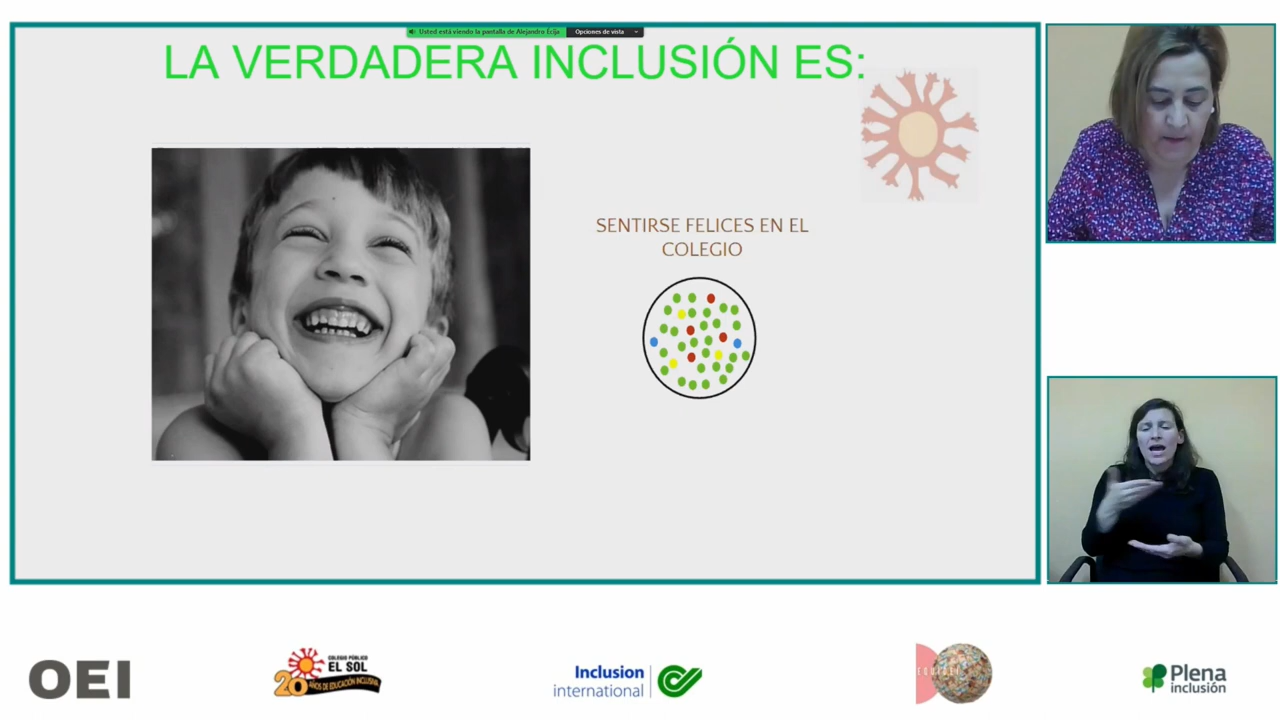 Usted está viendo la pantalla de Alejandro Écija
Opciones de vista
LA VERDADERA INCLUSIÓN ES:
SENTIRSE FELICES EN EL
COLEGIO
OEI
COLEGIO PÚBLICO
EL SOL
20 AÑOS DE EDUCACIÓN INCLUSIVA
Inclusion
international
EQUIDEI
Plena
inclusión